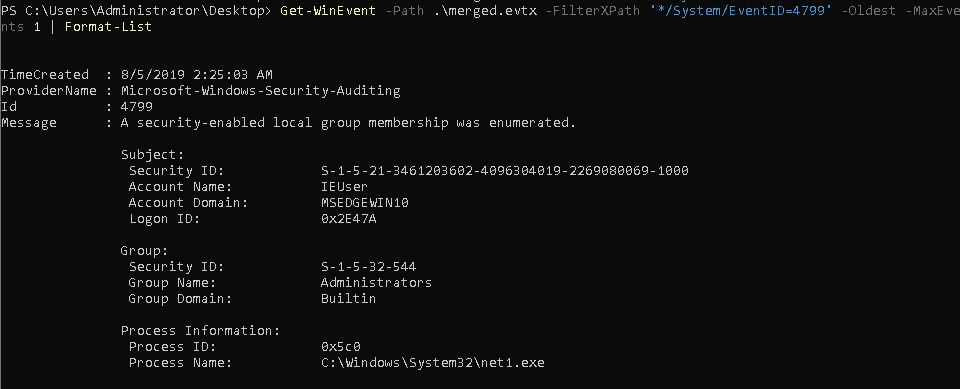 PS C:\Users\Administrator\Desktop> Get-WinEvent -Path .\merged.evtx -FilterXPath '*/System/EventID=4799' -Oldest -MaxEve
nts 1 | Format-List
TimeCreated  : 8/5/2019 2:25:03 AM
ProviderName : Microsoft-Windows-Security-Auditing
Id           : 4799
Message      : A security-enabled local group membership was enumerated.
Subject:
Security ID: S-1-5-21-3461203602-4096304019-2269080069-1000
Account Name: IEUser
Account Domain: MSEDGEWIN10
Logon ID: 0x2E47A
Group:
Security ID: S-1-5-32-544
Group Name: Administrators
Group Domain: Builtin
Process Information:
Process ID: 0x5c0
Process Name: C:\Windows\System32\net1.exe